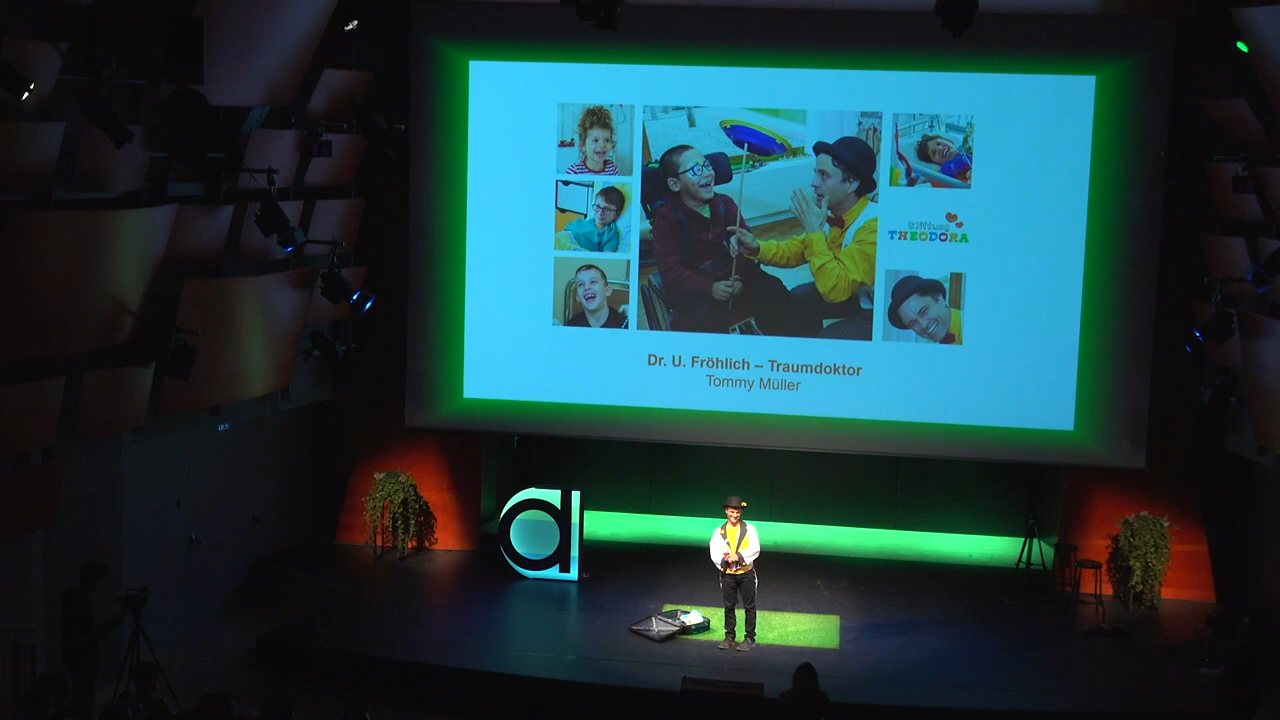 Stiftung
THEODORA
Dr. U. Fröhlich – Traumdoktor
Tommy Müller
a